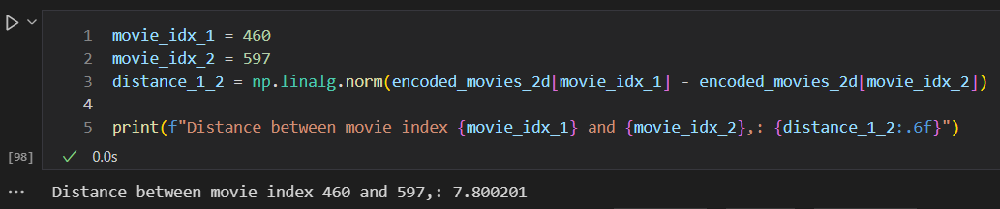 1 movie_idx_1 = 460
2 movie_idx_2 = 597
3 distance_1_2 = np.linalg.norm(encoded_movies_2d[movie_idx_1] - encoded_movies_2d[movie_idx_2])
4
5 print(f"Distance between movie index {movie_idx_1} and {movie_idx_2},: {distance_1_2:.6f}")
[98] 0.0s
Distance between movie index 460 and 597,: 7.800201